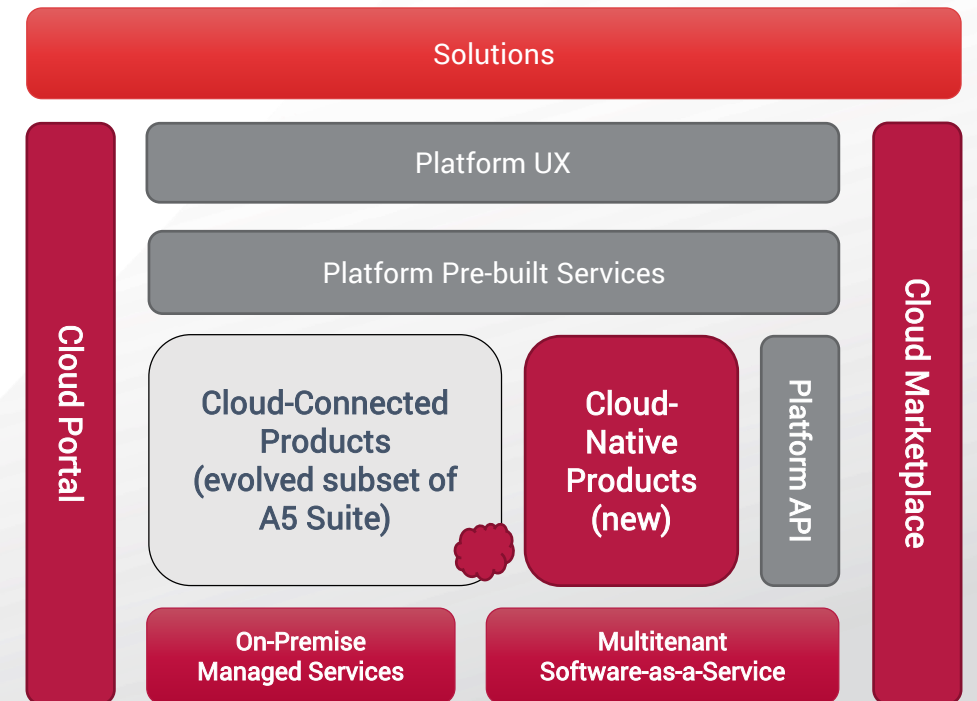 Solutions
Platform UX
Platform Pre-built Services
Cloud Portal
Cloud-Connected
Products
(evolved subset of
A5 Suite)
Cloud-
Native
Products
(new)
Platform API
Cloud Marketplace
On-Premise
Managed Services
Multitenant
Software-as-a-Service